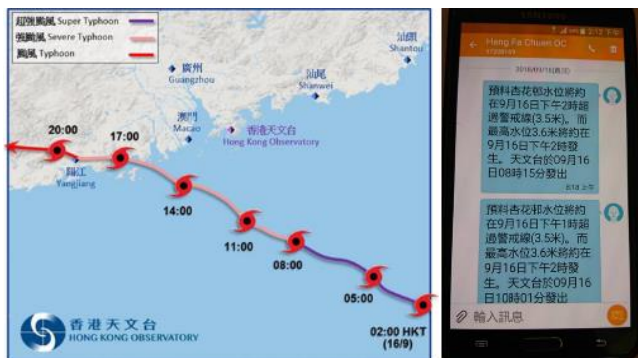 超強颱風 Super Typhoon
強颱風 Severe Typhoon
颱風 Typhoon
廣州
Guangzhou
汕頭
Shantou
汕尾
Shanwei
澳門
Macao
香港天文台
Hong Kong Observatory
20:00
17:00
陽江
Yangjiang
14:00
11:00
08:00
05:00
02:00 HKT
(16/9)
香港天文台
HONG KONG OBSERVATORY
SAMSUNG
2:12 下午
Heng Fa Chuen OC
預料杏花邨水位將約
在9月16日下午2時超
過警戒線(3.5米)。而
最高水位3.6米將約在
9月16日下午2時發
生。天文台於09月16
日08時15分發出
8:18 上午
預料杏花邨水位將約
在9月16日下午1時超
過警戒線(3.5米)。而
最高水位3.6米將約在
9月16日下午2時發
生。天文台於09月16
日10時01分發出
輸入訊息